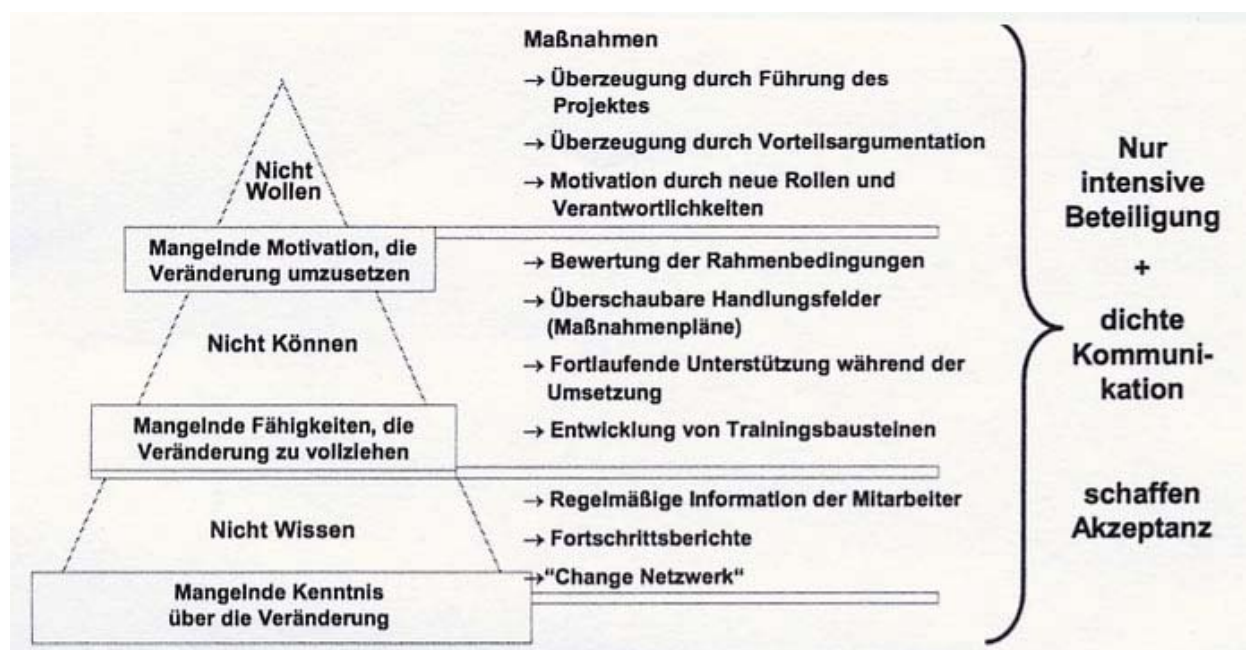 Nicht
Wollen
Mangelnde Motivation, die
Veränderung umzusetzen
Nicht Können
Mangelnde Fähigkeiten, die
Veränderung zu vollziehen
Nicht Wissen
Mangelnde Kenntnis
über die Veränderung
Maßnahmen
→ Überzeugung durch Führung des
Projektes
→ Überzeugung durch Vorteilsargumentation
→ Motivation durch neue Rollen und
Verantwortlichkeiten
→ Bewertung der Rahmenbedingungen
→ Überschaubare Handlungsfelder
(Maßnahmenpläne)
→ Fortlaufende Unterstützung während der
Umsetzung
→ Entwicklung von Trainingsbausteinen
→ Regelmäßige Information der Mitarbeiter
→ Fortschrittsberichte
→ “Change Netzwerk“
Nur
intensive
Beteiligung
+
dichte
Kommuni-
kation
schaffen
Akzeptanz